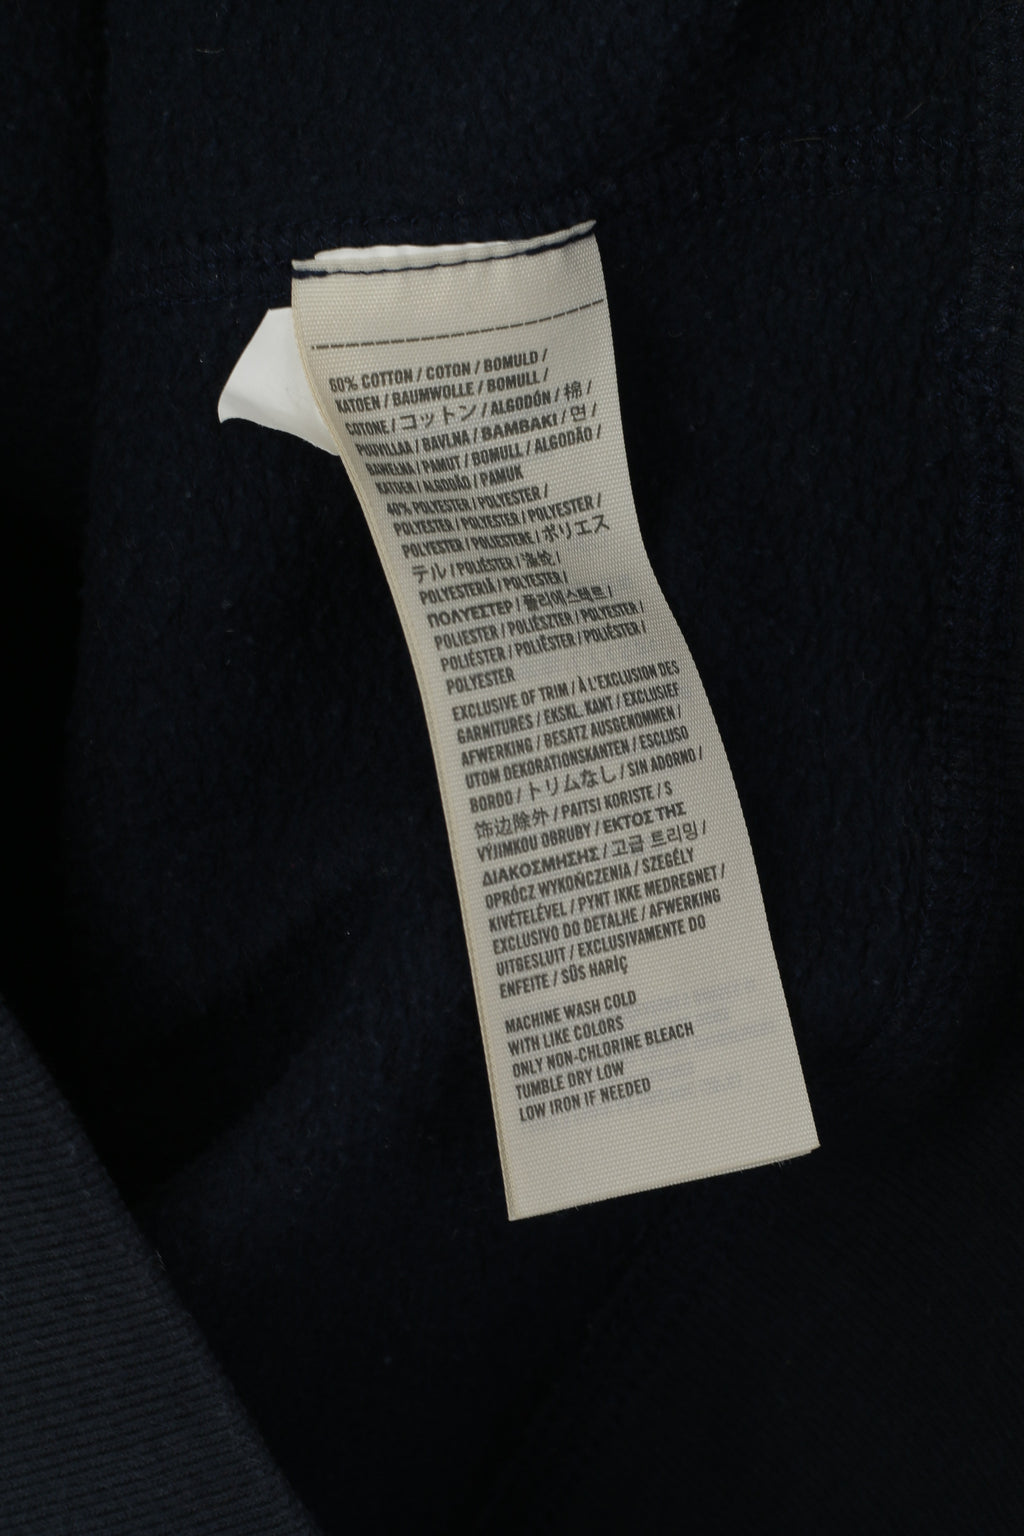 60% COTTON / COTON / BOMULD /
KATOEN / BAUMWOLLE / BOMULL /
COTONE / コットン / ALGODÓN / 棉 /
PUUVILLAA / BAVLNA / BAMBAKI / 면 /
BAWEŁNA / PAMUT / BOMULL / ALGODÃO /
KATOEN / ALGODÃO / PAMUK
40% POLYESTER / POLYESTER /
POLYESTER / POLYESTER / POLYESTER /
POLYESTER / POLIESTERE / ポリエス
テル / POLIÉSTER / 涤纶 /
POLYESTERIÄ / POLYESTER /
ΠΟΛΥΕΣΤΕΡ / 폴리에스테르 /
POLIESTER / POLIÉSZTER / POLYESTER /
POLIÉSTER / POLIËSTER / POLIÉSTER /
POLYESTER
EXCLUSIVE OF TRIM / À L'EXCLUSION DES
GARNITURES / EKSKL. KANT / EXCLUSIEF
AFWERKING / BESATZ AUSGENOMMEN /
UTOM DEKORATIONSKANTEN / ESCLUSO
BORDO / トリムなし / SIN ADORNO /
饰边除外 / PAITSI KORISTE / S
VÝJIMKOU OBRUBY / ΕΚΤΟΣ ΤΗΣ
ΔΙΑΚΟΣΜΗΣΗΣ / 고급 트리밍 /
OPRÓCZ WYKOŃCZENIA / SZEGÉLY
KIVÉTELÉVEL / PYNT IKKE MEDREGNET /
EXCLUSIVO DO DETALHE / AFWERKING
UITGESLUIT / EXCLUSIVAMENTE DO
ENFEITE / SÜS HARİÇ
MACHINE WASH COLD
WITH LIKE COLORS
ONLY NON-CHLORINE BLEACH
TUMBLE DRY LOW
LOW IRON IF NEEDED